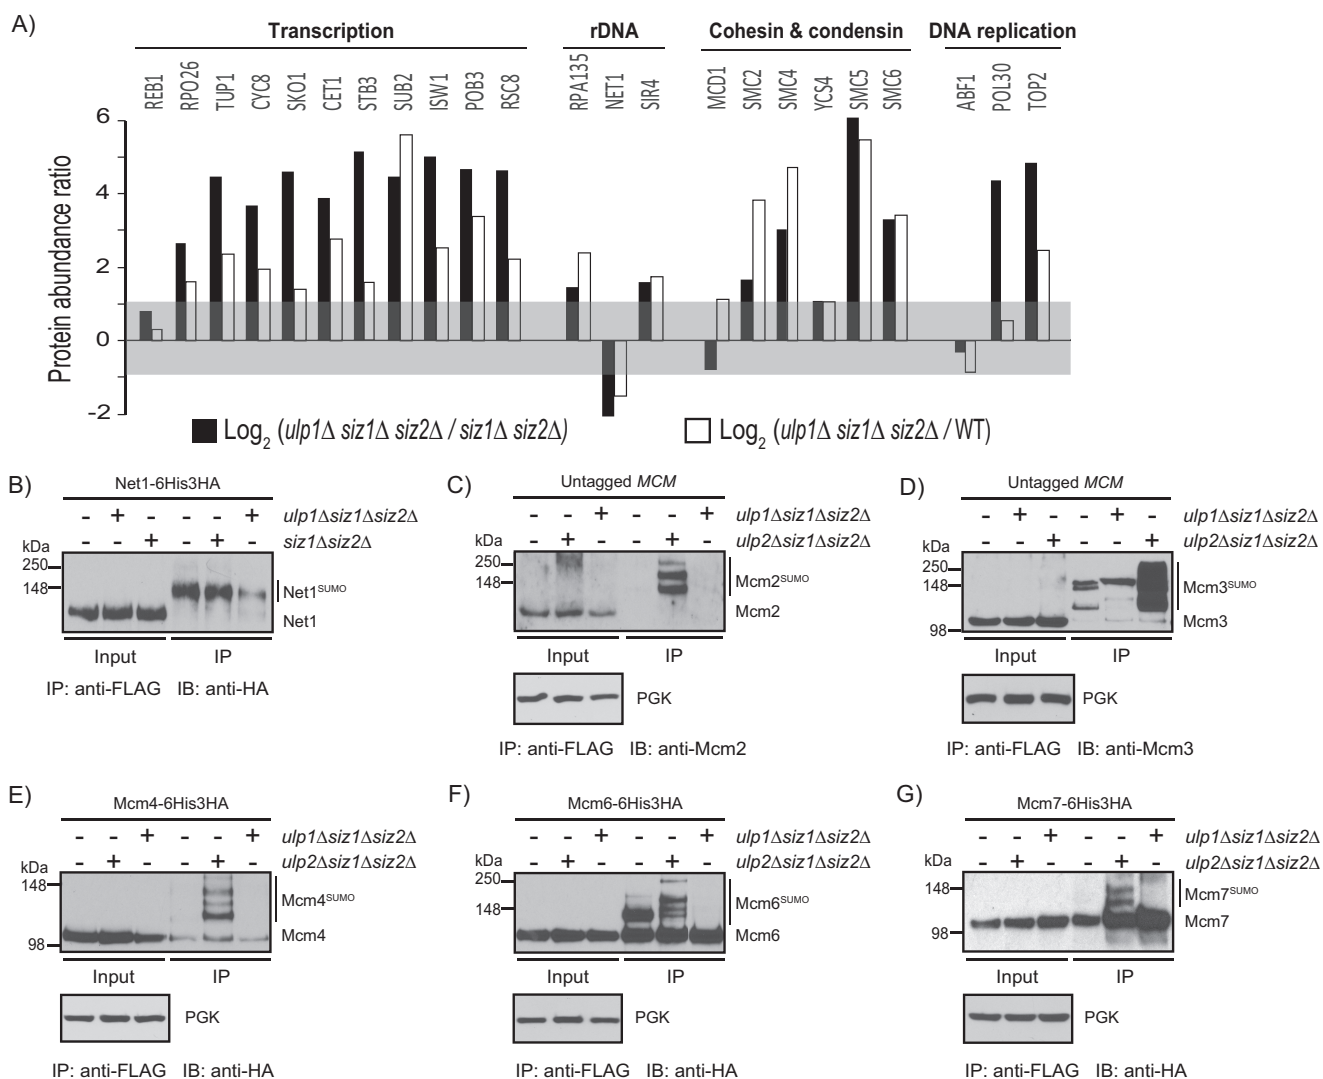 A)
Transcription
rDNA
Cohesin & condensin
DNA replication
REB1
RPO26
TUP1
CYC8
SKO1
CET1
STB3
SUB2
ISW1
POB3
RSC8
RPA135
NET1
SIR4
MCD1
SMC2
SMC4
YCS4
SMC5
SMC6
ABF1
POL30
TOP2
Protein abundance ratio
6
4
2
0
-2
Log2 (ulp1Δ siz1Δ siz2Δ / siz1Δ siz2Δ)
Log2 (ulp1Δ siz1Δ siz2Δ / WT)
B)
Net1-6His3HA
- + - - - + ulp1Δsiz1Δsiz2Δ
- - + - + - siz1Δsiz2Δ
kDa
250
148
Net1SUMO
Net1
Input
IP
IP: anti-FLAG IB: anti-HA
C)
Untagged MCM
- - + - - + ulp1Δsiz1Δsiz2Δ
- + - - + - ulp2Δsiz1Δsiz2Δ
kDa
250
148
Mcm2SUMO
Mcm2
Input
IP
PGK
IP: anti-FLAG IB: anti-Mcm2
D)
Untagged MCM
- + - - + - ulp1Δsiz1Δsiz2Δ
- - + - - + ulp2Δsiz1Δsiz2Δ
kDa
250
148
98
Mcm3SUMO
Mcm3
Input
IP
PGK
IP: anti-FLAG IB: anti-Mcm3
E)
Mcm4-6His3HA
- - + - - + ulp1Δsiz1Δsiz2Δ
- + - - + - ulp2Δsiz1Δsiz2Δ
kDa
148
98
Mcm4SUMO
Mcm4
Input
IP
PGK
IP: anti-FLAG IB: anti-HA
F)
Mcm6-6His3HA
- - + - - + ulp1Δsiz1Δsiz2Δ
- + - - + - ulp2Δsiz1Δsiz2Δ
kDa
250
148
Mcm6SUMO
Mcm6
Input
IP
PGK
IP: anti-FLAG IB: anti-HA
G)
Mcm7-6His3HA
- - + - - + ulp1Δsiz1Δsiz2Δ
- + - - + - ulp2Δsiz1Δsiz2Δ
kDa
148
98
Mcm7SUMO
Mcm7
Input
IP
PGK
IP: anti-FLAG IB: anti-HA